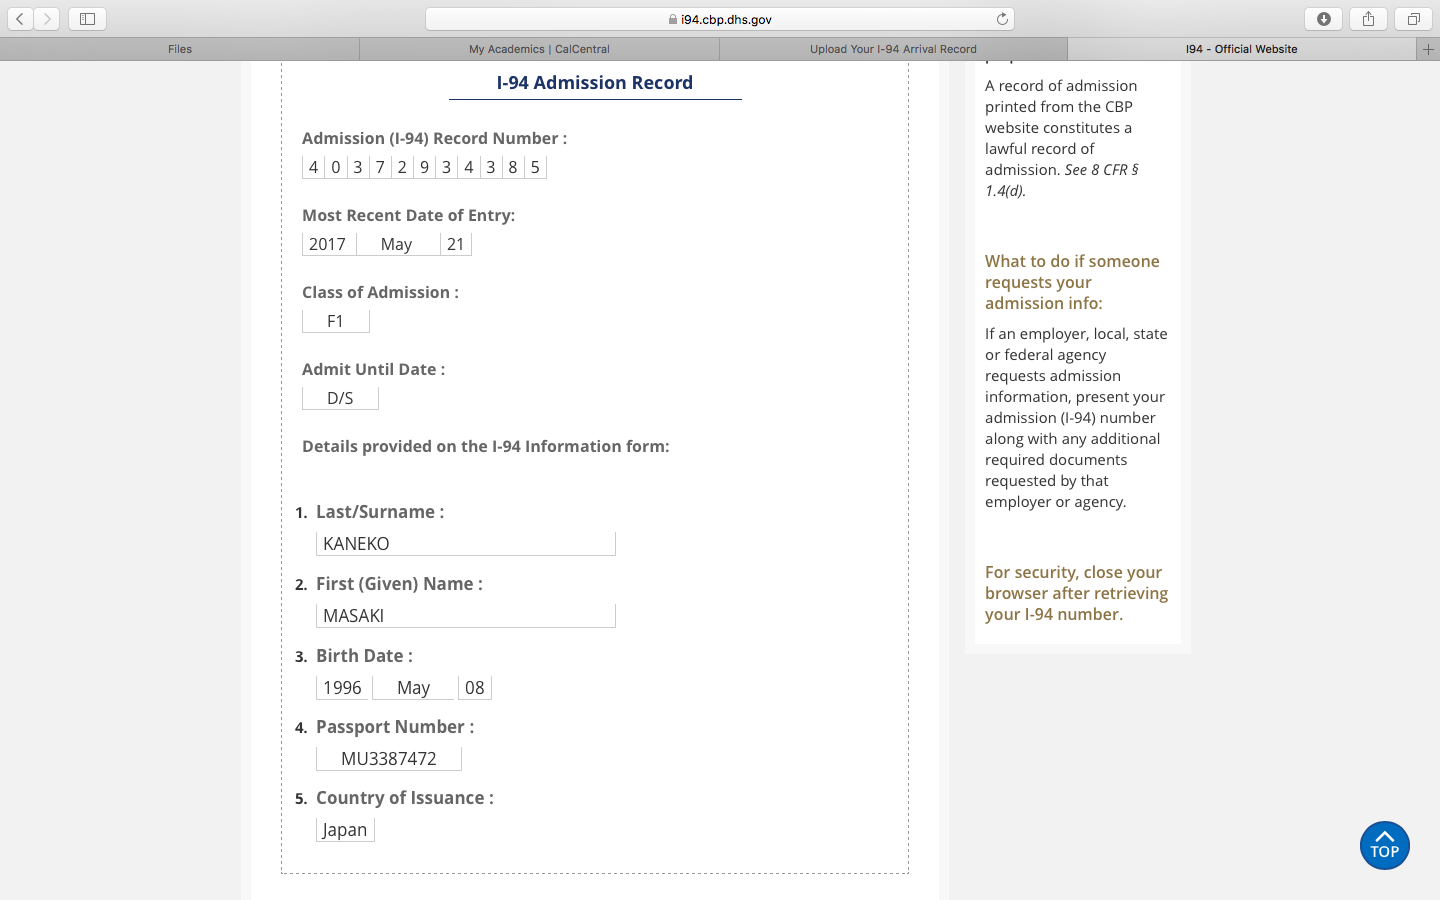 i94.cbp.dhs.gov
Files
My Academics | CalCentral
Upload Your I-94 Arrival Record
I94 - Official Website
I-94 Admission Record
Admission (I-94) Record Number :
4 0 3 7 2 9 3 4 3 8 5
Most Recent Date of Entry:
2017 May 21
Class of Admission :
F1
Admit Until Date :
D/S
Details provided on the I-94 Information form:
1. Last/Surname :
KANEKO
2. First (Given) Name :
MASAKI
3. Birth Date :
1996 May 08
4. Passport Number :
MU3387472
5. Country of Issuance :
Japan
A record of admission
printed from the CBP
website constitutes a
lawful record of
admission. See 8 CFR §
1.4(d).
What to do if someone
requests your
admission info:
If an employer, local, state
or federal agency
requests admission
information, present your
admission (I-94) number
along with any additional
required documents
requested by that
employer or agency.
For security, close your
browser after retrieving
your I-94 number.
TOP